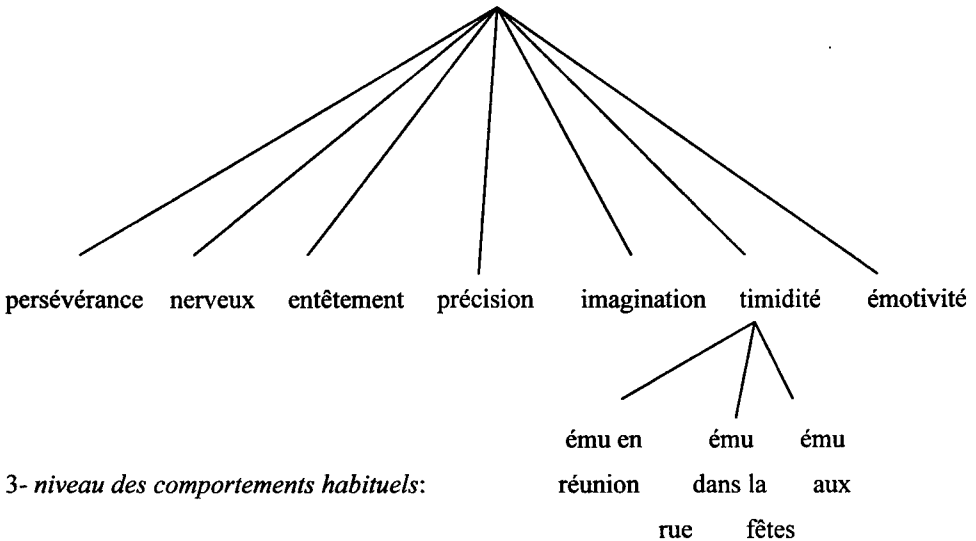 persévérance nerveux entêtement précision imagination timidité émotivité
ému en ému ému
3- niveau des comportements habituels: réunion dans la aux
rue fêtes